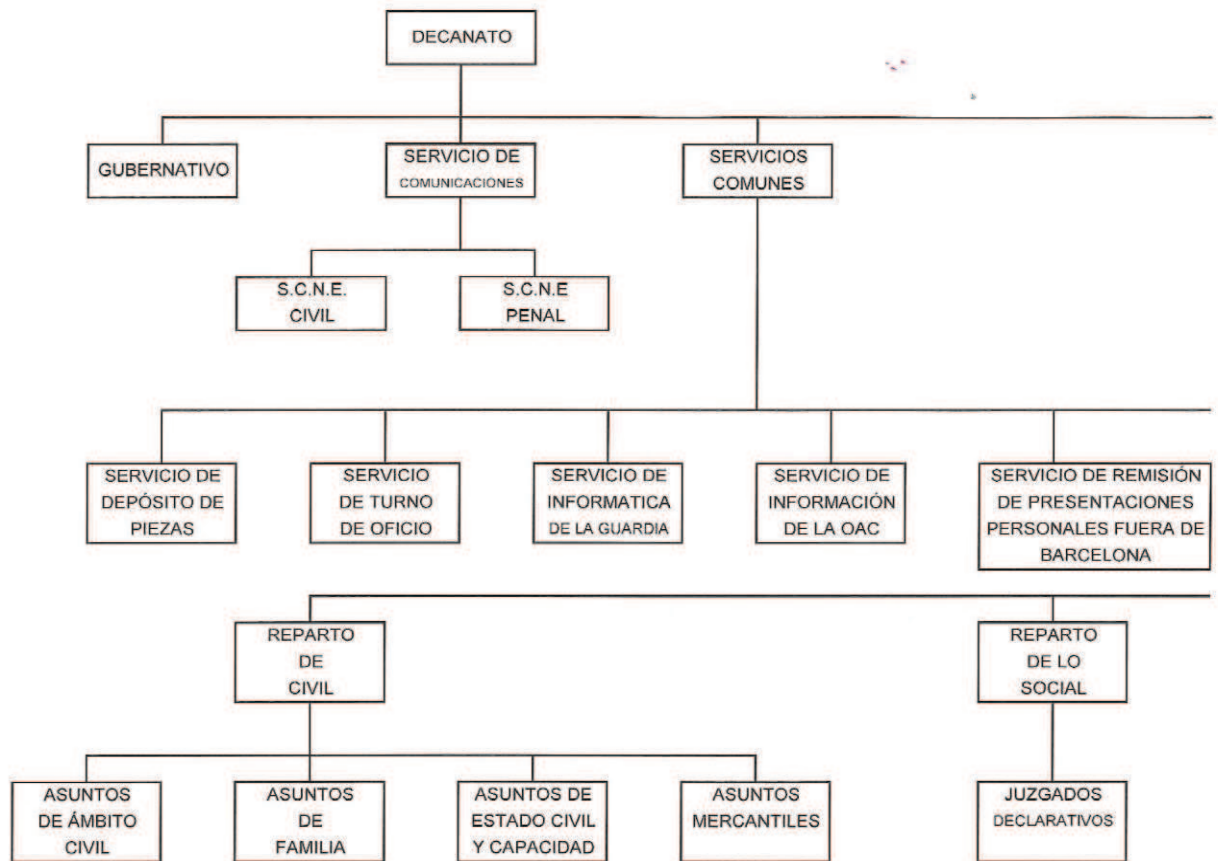 DECANATO
GUBERNATIVO
SERVICIO DE
COMUNICACIONES
SERVICIOS
COMUNES
S.C.N.E.
CIVIL
S.C.N.E
PENAL
SERVICIO DE
DEPÓSITO DE
PIEZAS
SERVICIO
DE TURNO
DE OFICIO
SERVICIO DE
INFORMATICA
DE LA GUARDIA
SERVICIO DE
INFORMACIÓN
DE LA OAC
SERVICIO DE REMISIÓN
DE PRESENTACIONES
PERSONALES FUERA DE
BARCELONA
REPARTO
DE
CIVIL
REPARTO
DE LO
SOCIAL
ASUNTOS
DE ÁMBITO
CIVIL
ASUNTOS
DE
FAMILIA
ASUNTOS DE
ESTADO CIVIL
Y CAPACIDAD
ASUNTOS
MERCANTILES
JUZGADOS
DECLARATIVOS